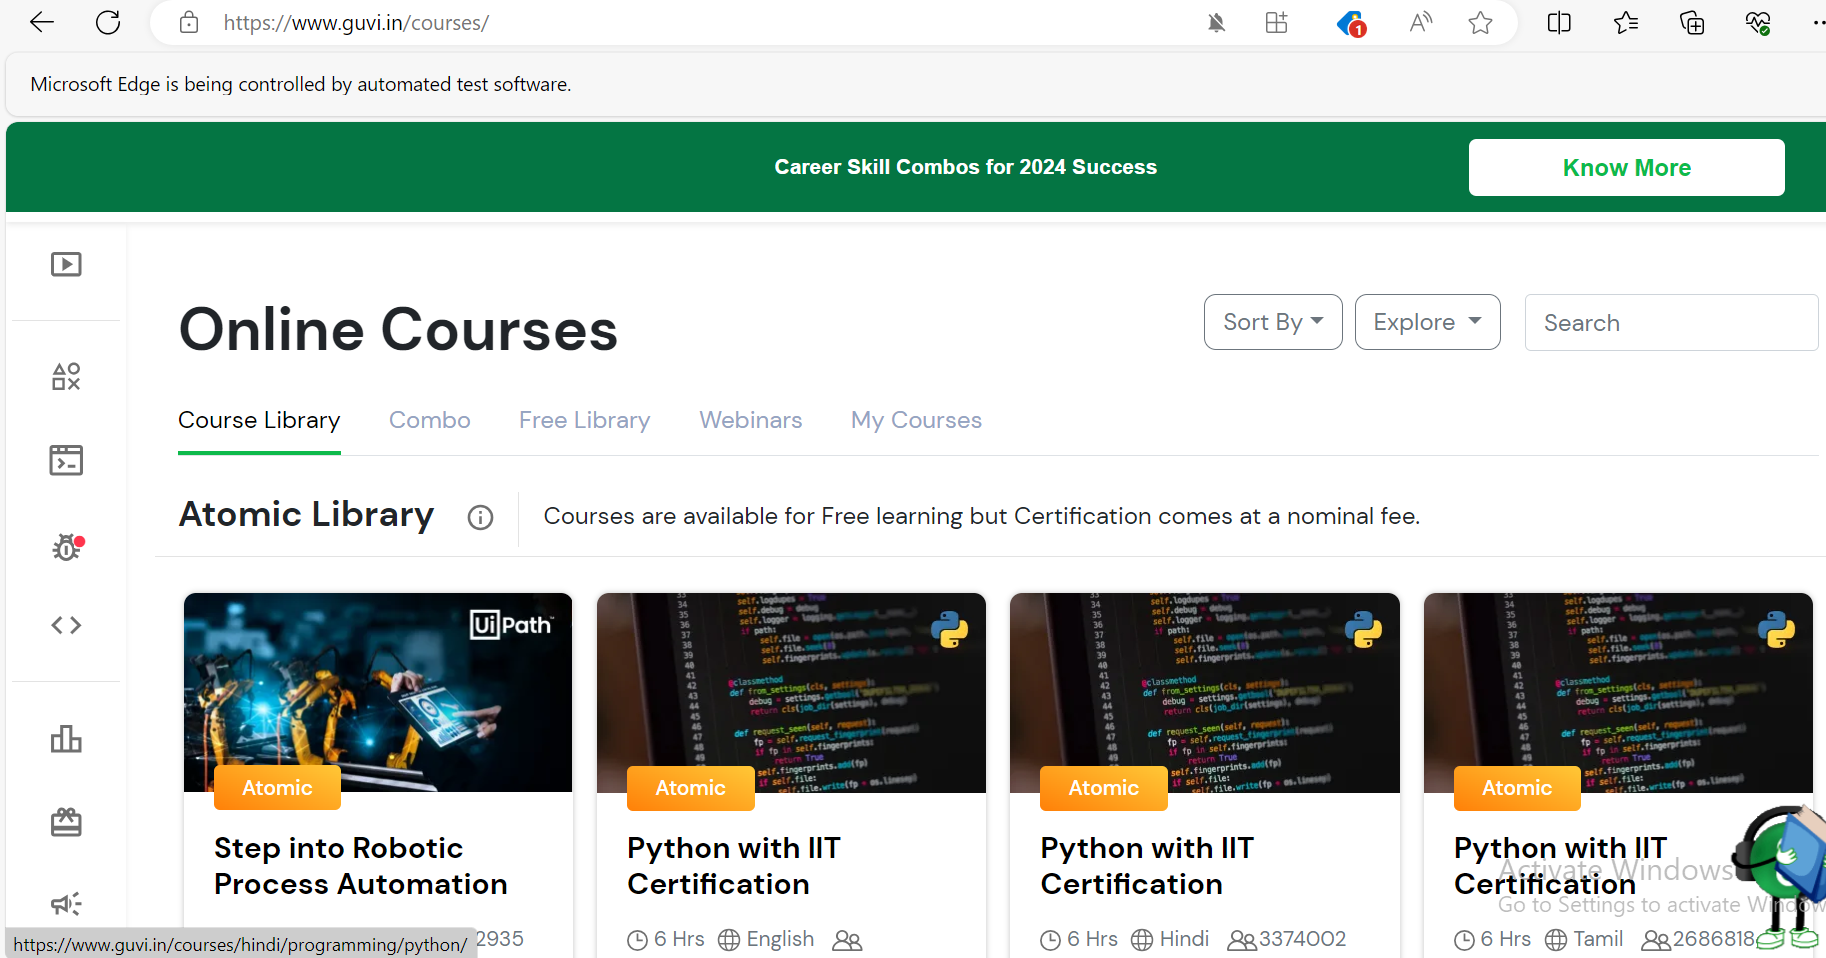 https://www.guvi.in/courses/
1
Microsoft Edge is being controlled by automated test software.
Career Skill Combos for 2024 Success
Know More
Online Courses
Sort By
Explore
Search
Course Library
Combo
Free Library
Webinars
My Courses
Atomic Library
Courses are available for Free learning but Certification comes at a nominal fee.
UiPath
Atomic
Atomic
Atomic
Atomic
Step into Robotic
Process Automation
Python with IIT
Certification
Python with IIT
Certification
Python with IIT
Certification
Activate Windows
Go to Settings to activate Window
2935
6 Hrs English
6 Hrs Hindi 3374002
6 Hrs Tamil 2686818
https://www.guvi.in/courses/hindi/programming/python/